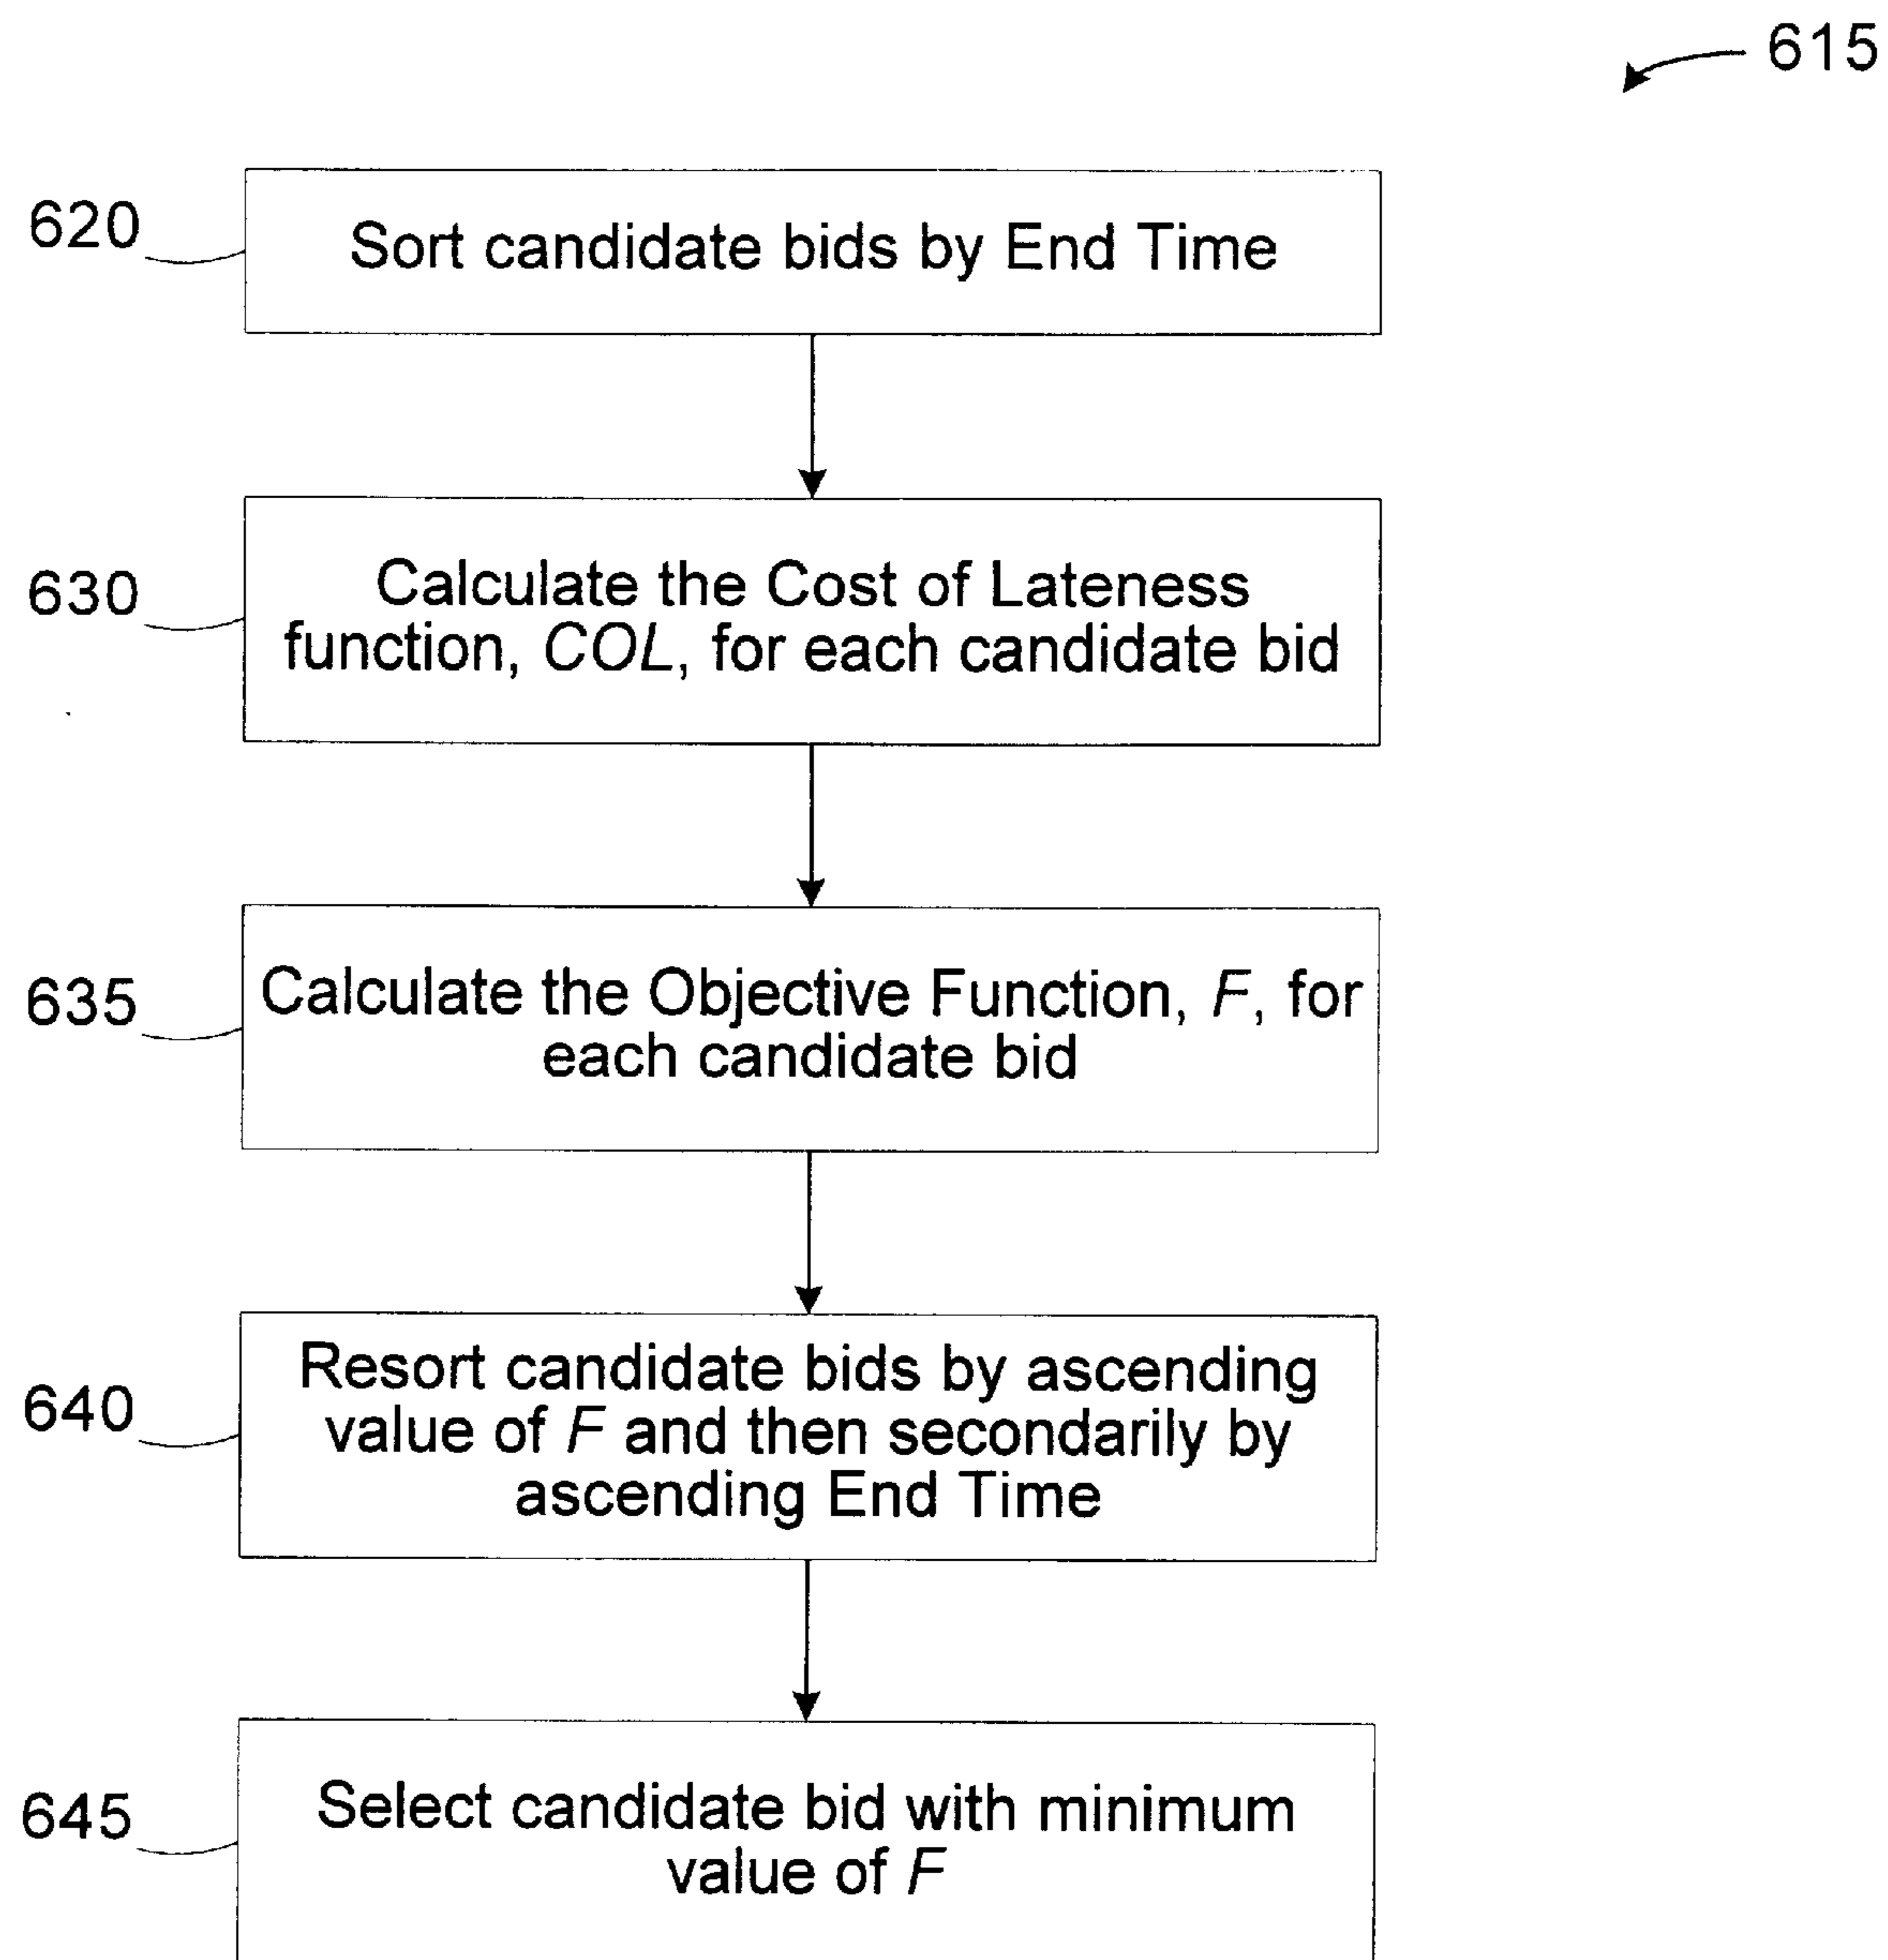 615
620
Sort candidate bids by End Time
630
Calculate the Cost of Lateness
function, COL, for each candidate bid
635
Calculate the Objective Function, F, for
each candidate bid
640
Resort candidate bids by ascending
value of F and then secondarily by
ascending End Time
645
Select candidate bid with minimum
value of F